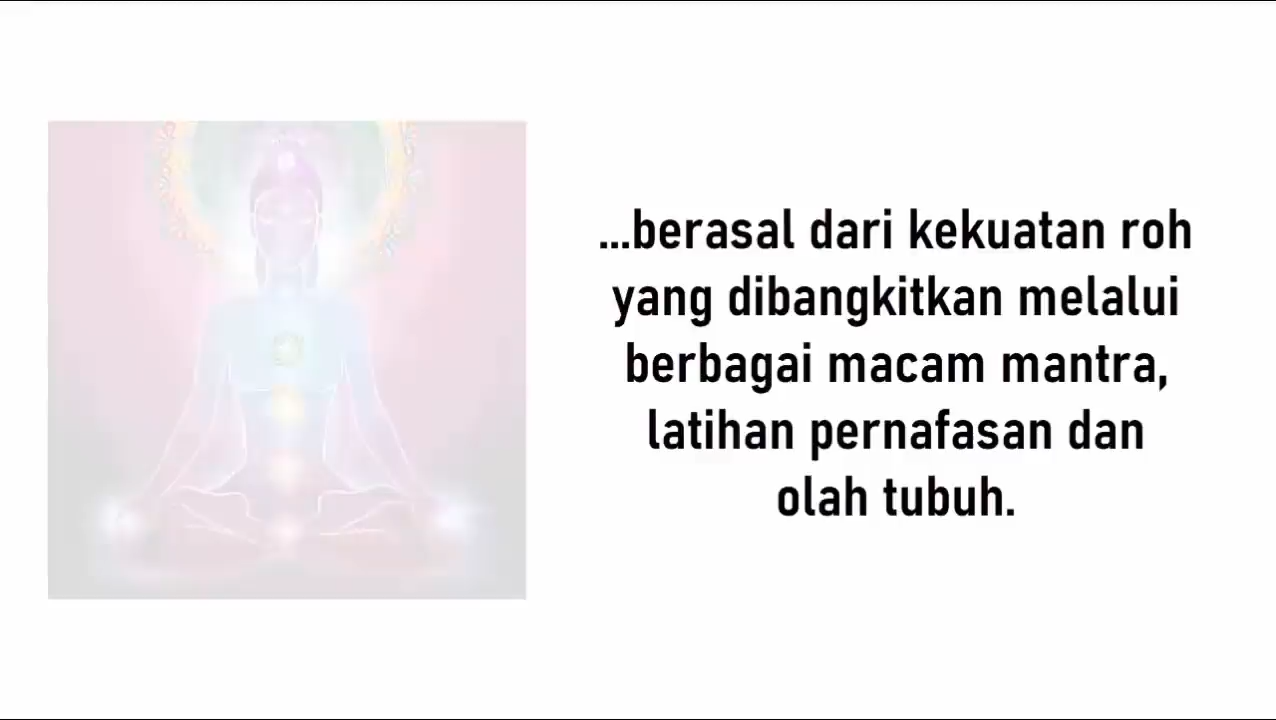 ...berasal dari kekuatan roh
yang dibangkitkan melalui
berbagai macam mantra,
latihan pernafasan dan
olah tubuh.